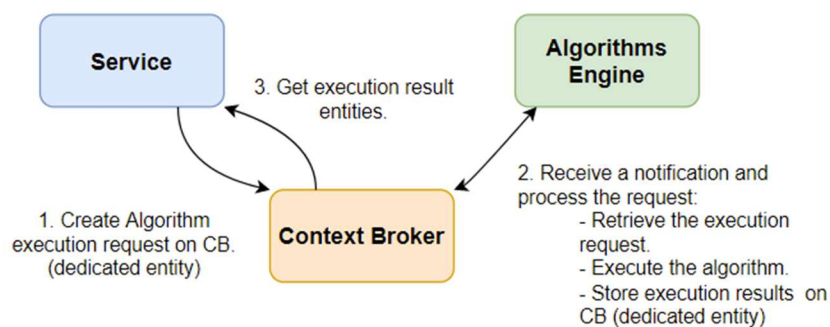 Service
Algorithms
Engine
3. Get execution result
entities.
1. Create Algorithm
execution request on CB.
(dedicated entity)
Context Broker
2. Receive a notification and
process the request:
- Retrieve the execution
request.
- Execute the algorithm.
- Store execution results on
CB (dedicated entity)